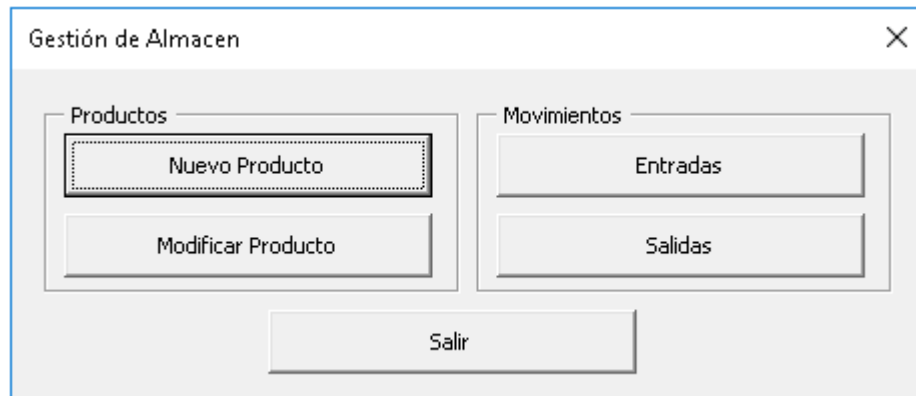 Gestión de Almacen
Productos
Nuevo Producto
Modificar Producto
Movimientos
Entradas
Salidas
Salir